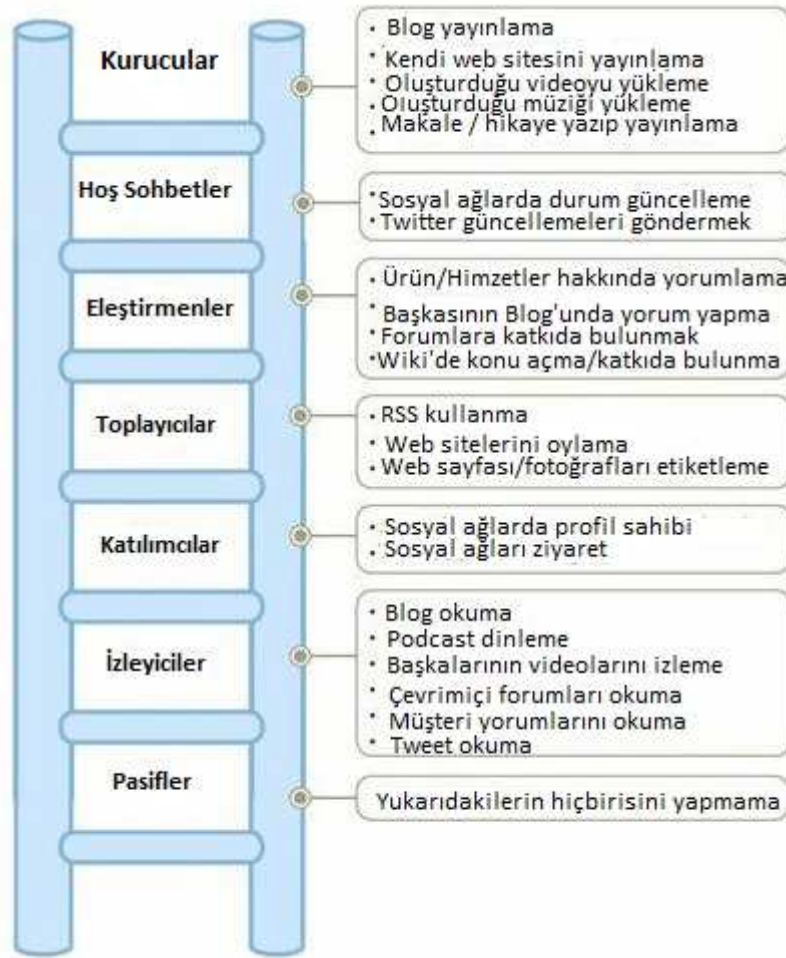 Kurucular
• Blog yayınlama
• Kendi web sitesini yayınlama
• Oluşturduğu videoyu yükleme
• Oluşturduğu müziği yükleme
• Makale / hikaye yazıp yayınlama
Hoş Sohbetler
• Sosyal ağlarda durum güncelleme
• Twitter güncellemeleri göndermek
Eleştirmenler
• Ürün/Himzetler hakkında yorumlama
• Başkasının Blog'unda yorum yapma
• Forumlara katkıda bulunmak
• Wiki'de konu açma/katkıda bulunma
Toplayıcılar
• RSS kullanma
• Web sitelerini oylama
• Web sayfası/fotoğrafları etiketleme
Katılımcılar
• Sosyal ağlarda profil sahibi
• Sosyal ağları ziyaret
İzleyiciler
• Blog okuma
• Podcast dinleme
• Başkalarının videolarını izleme
• Çevrimiçi forumları okuma
• Müşteri yorumlarını okuma
• Tweet okuma
Pasifler
Yukarıdakilerin hiçbirisini yapmama